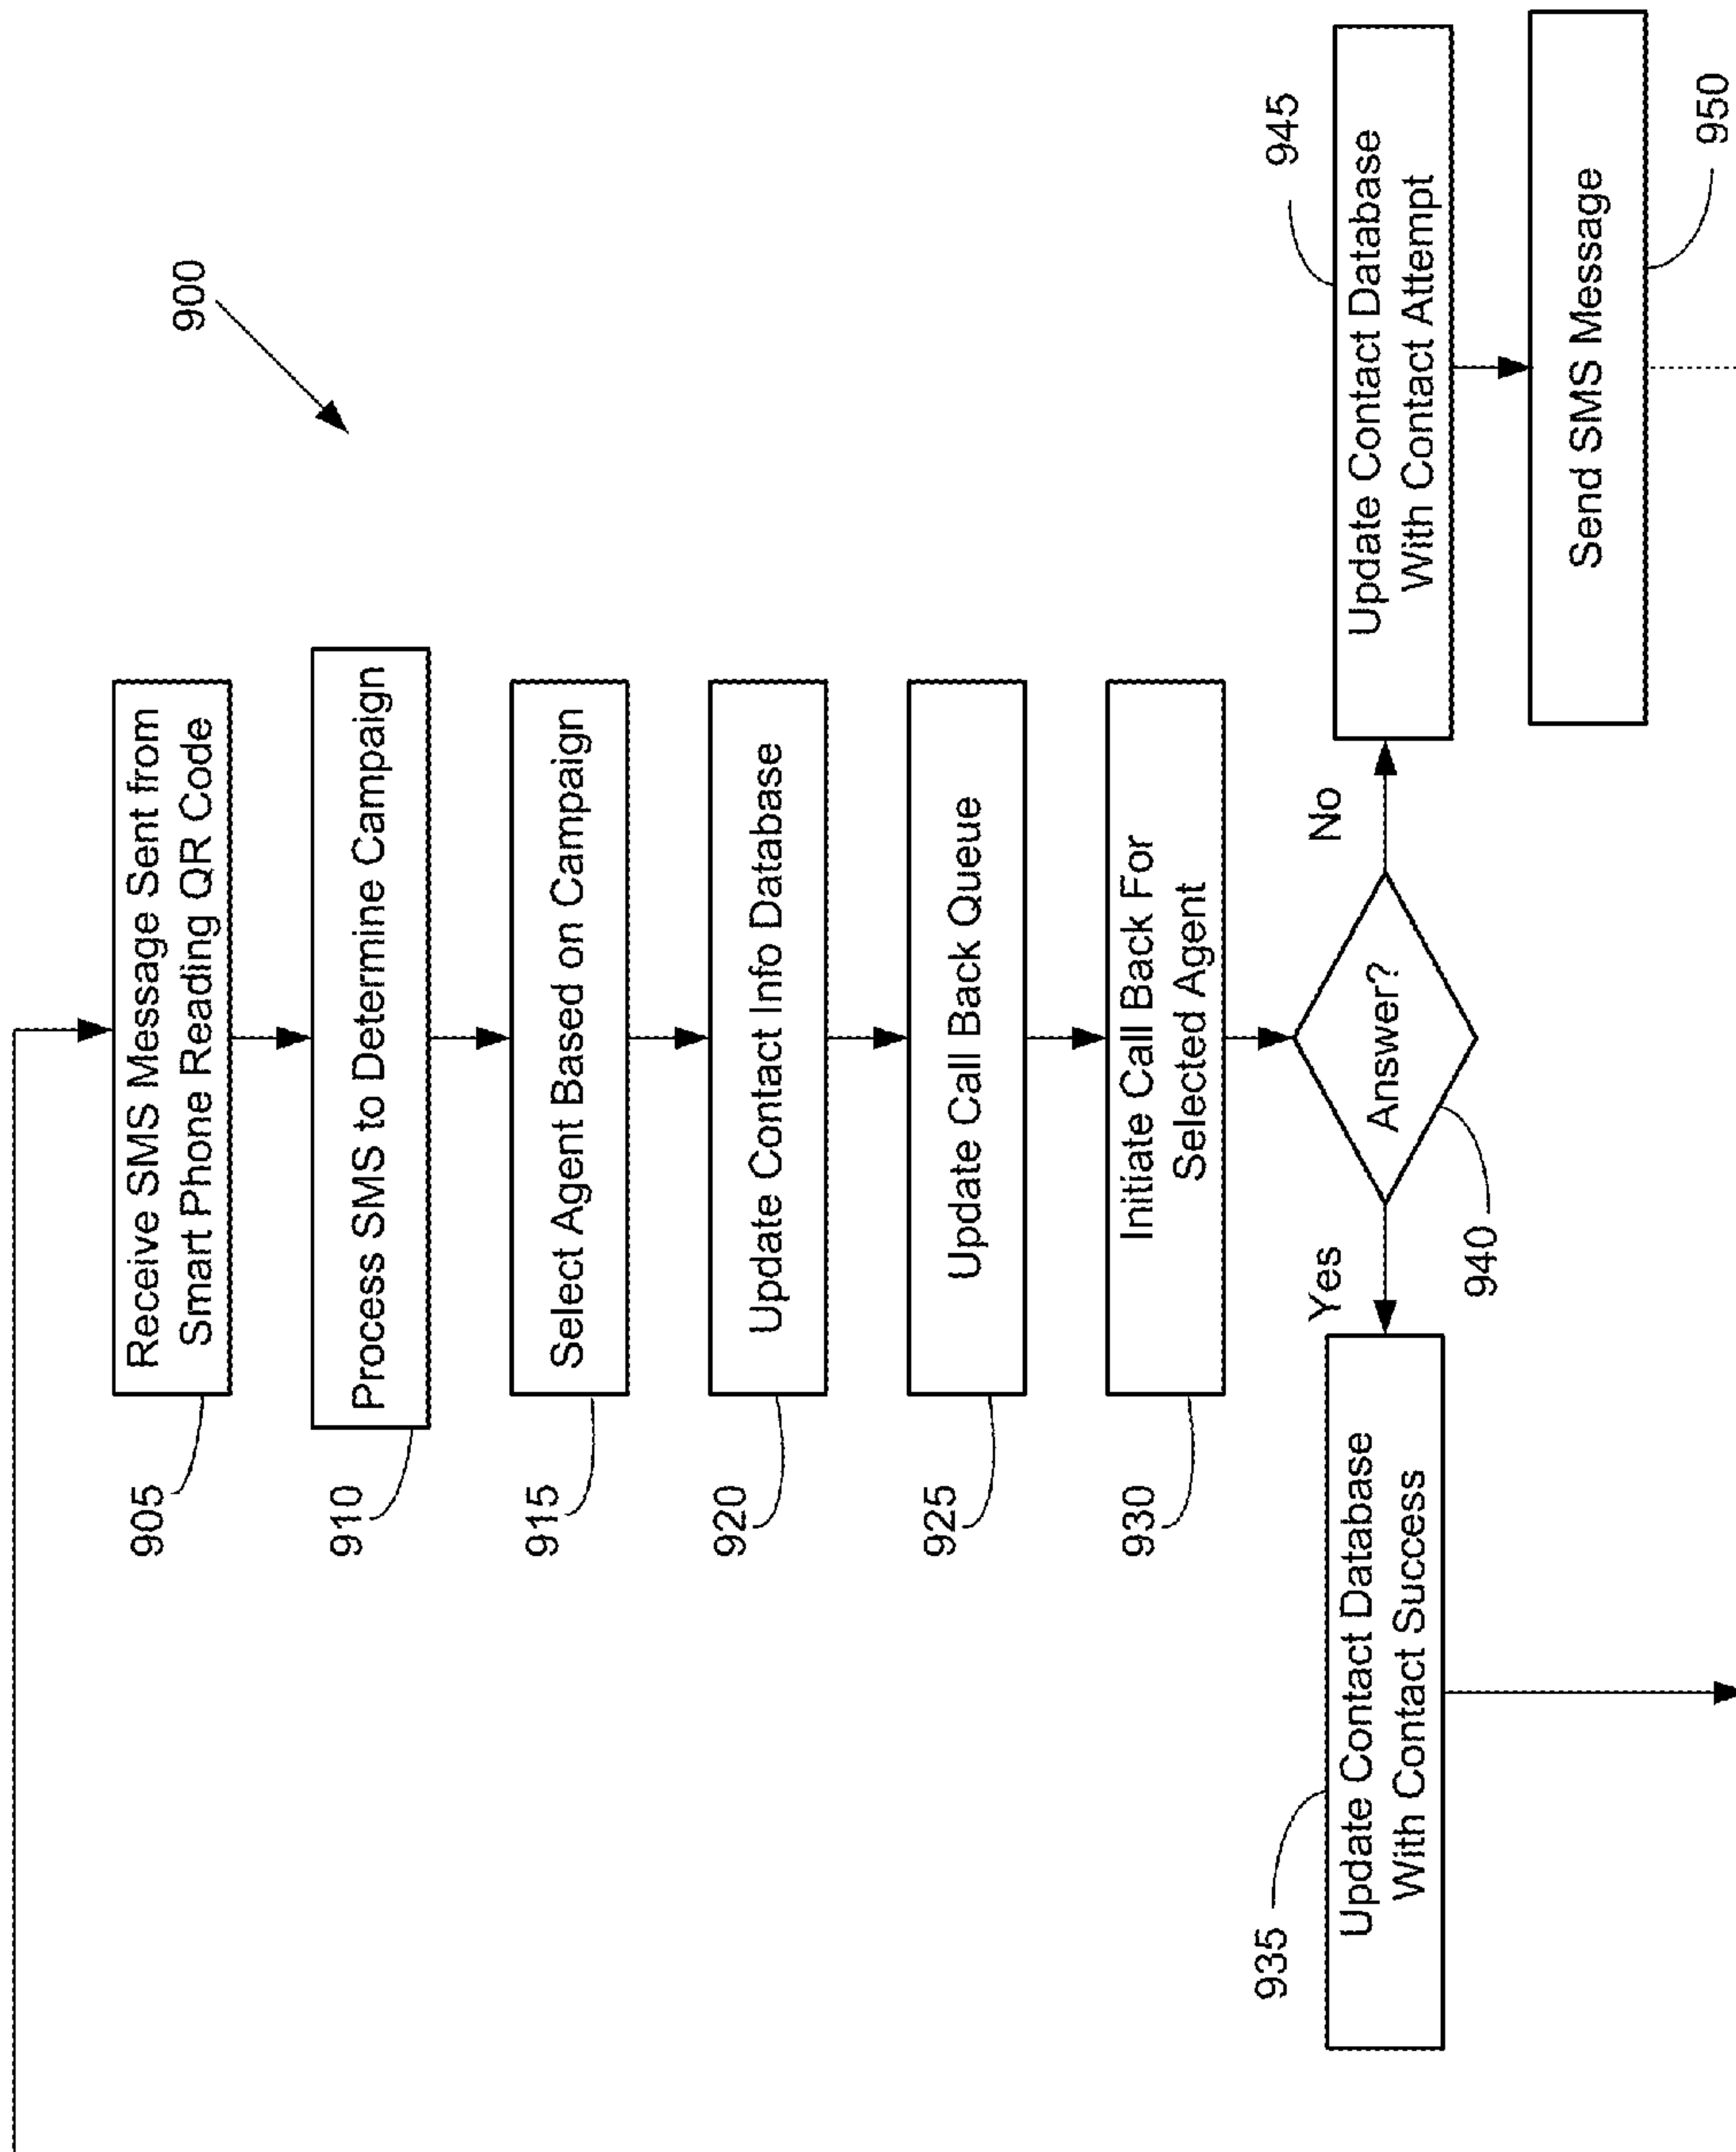 900
Receive SMS Message Sent from
Smart Phone Reading QR Code
905
Process SMS to Determine Campaign
910
Select Agent Based on Campaign
915
Update Contact Info Database
920
Update Call Back Queue
925
Initiate Call Back For
Selected Agent
930
Answer?
940
Yes
No
Update Contact Database
With Contact Success
935
Update Contact Database
With Contact Attempt
945
Send SMS Message
950